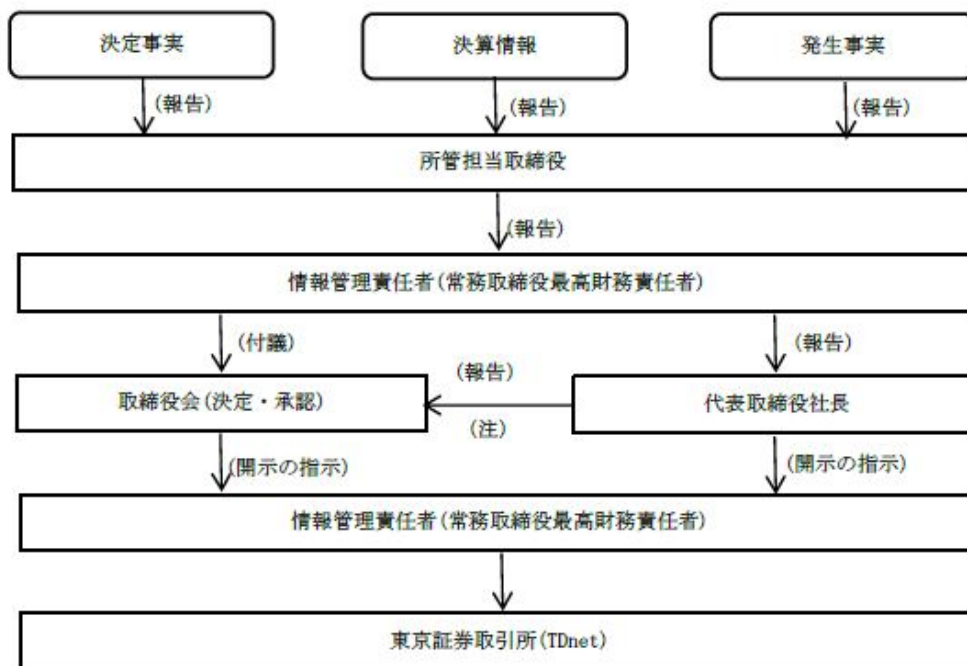 決定事実
決算情報
発生事実
(報告)
(報告)
(報告)
所管担当取締役
(報告)
情報管理責任者(常務取締役最高財務責任者)
(付議)
(報告)
取締役会(決定・承認)
(報告)
(注)
代表取締役社長
(開示の指示)
(開示の指示)
情報管理責任者(常務取締役最高財務責任者)
東京証券取引所(TDnet)